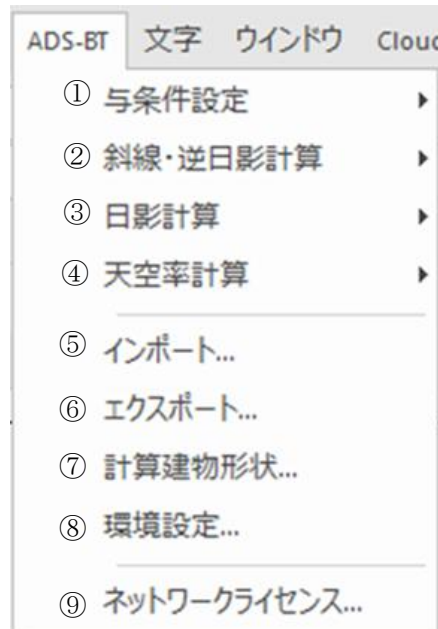 ADS-BT 文字 ウインドウ Clouc
① 与条件設定
② 斜線・逆日影計算
③ 日影計算
④ 天空率計算
⑤ インポート...
⑥ エクスポート...
⑦ 計算建物形状...
⑧ 環境設定...
⑨ ネットワークライセンス...